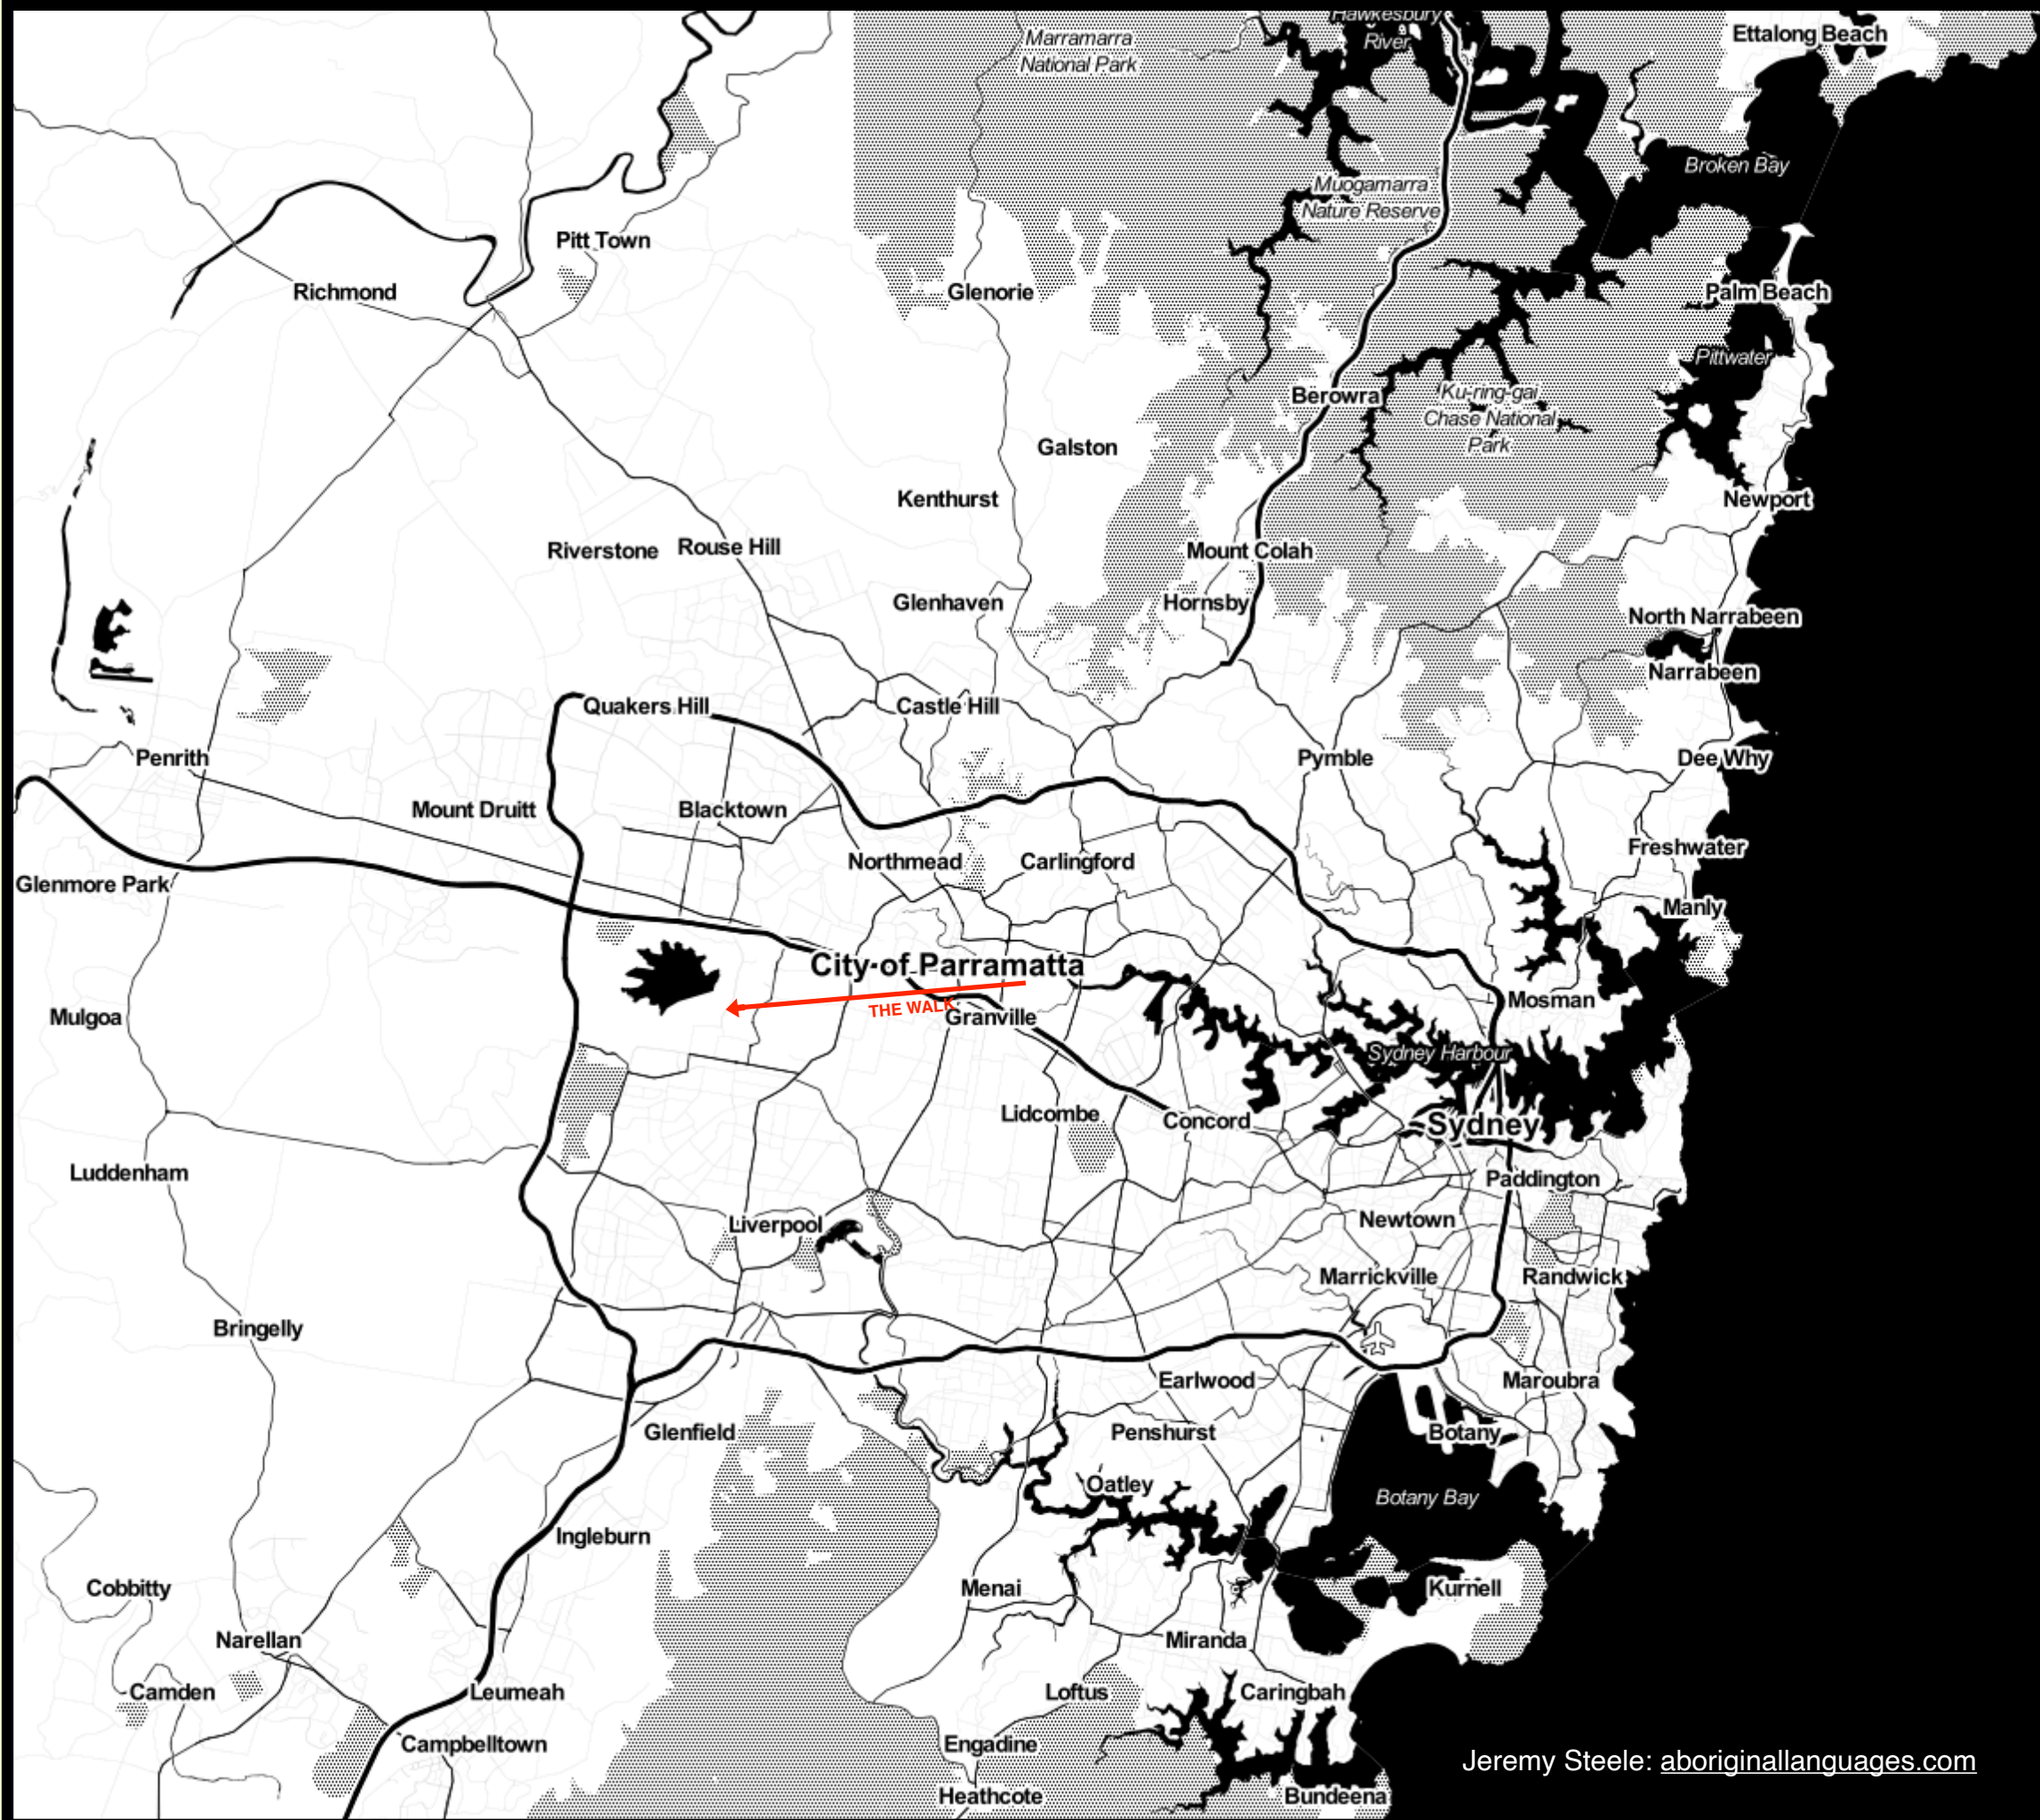 Hawkesbury
River
Ettalong Beach
Marramarra
National Park
Broken Bay
Muogamarra
Nature Reserve
Pitt Town
Richmond
Glenorie
Palm Beach
Pittwater
Berowra
Ku-ring-gai
Chase National
Park
Galston
Kenthurst
Newport
Riverstone
Rouse Hill
Mount Colah
Glenhaven
Hornsby
North Narrabeen
Narrabeen
Quakers Hill
Castle Hill
Penrith
Pymble
Dee Why
Mount Druitt
Blacktown
Northmead
Carlingford
Freshwater
Glenmore Park
Manly
City of Parramatta
THE WALK
Mosman
Mulgoa
Granville
Sydney Harbour
Lidcombe
Concord
Sydney
Luddenham
Paddington
Liverpool
Newtown
Marrickville
Randwick
Bringelly
Earlwood
Maroubra
Glenfield
Penshurst
Botany
Oatley
Botany Bay
Ingleburn
Cobbitty
Menai
Kurnell
Narellan
Miranda
Camden
Leumeah
Loftus
Caringbah
Campbelltown
Engadine
Jeremy Steele: aboriginallanguages.com
Heathcote
Bundeena